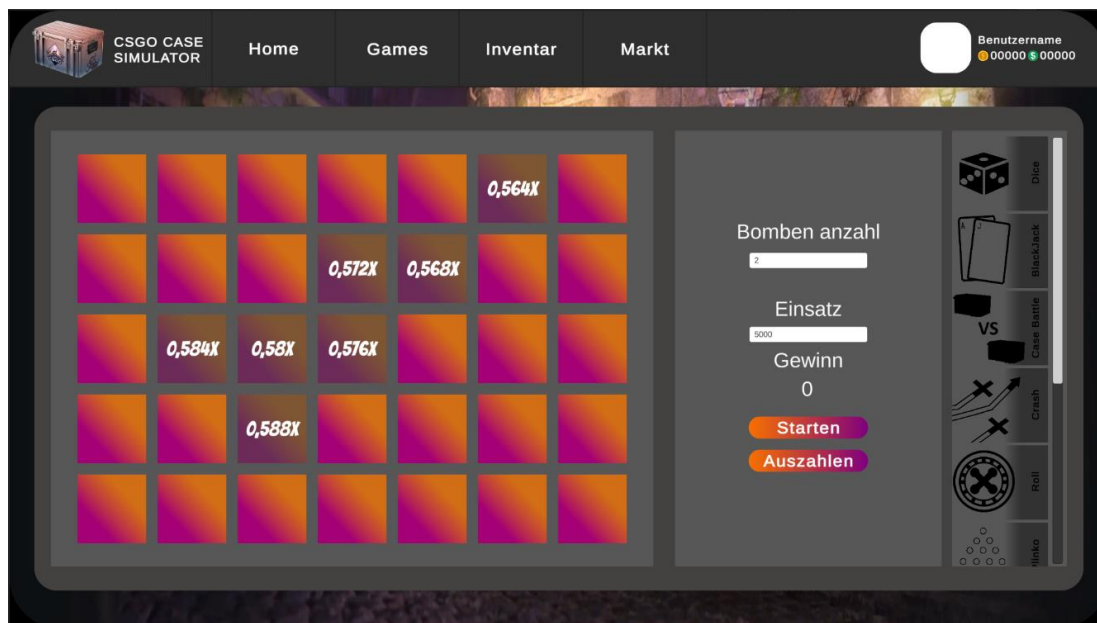 CSGO CASE
SIMULATOR
Home
Games
Inventar
Markt
Benutzername
00000 $ 00000
0,564X
0,572X 0,568X
0,584X 0,58X 0,576X
0,588X
Bomben anzahl
2
Einsatz
5000
Gewinn
0
Starten
Auszahlen
Dice
A J
BlackJack
VS
Case Battle
Crash
Roll